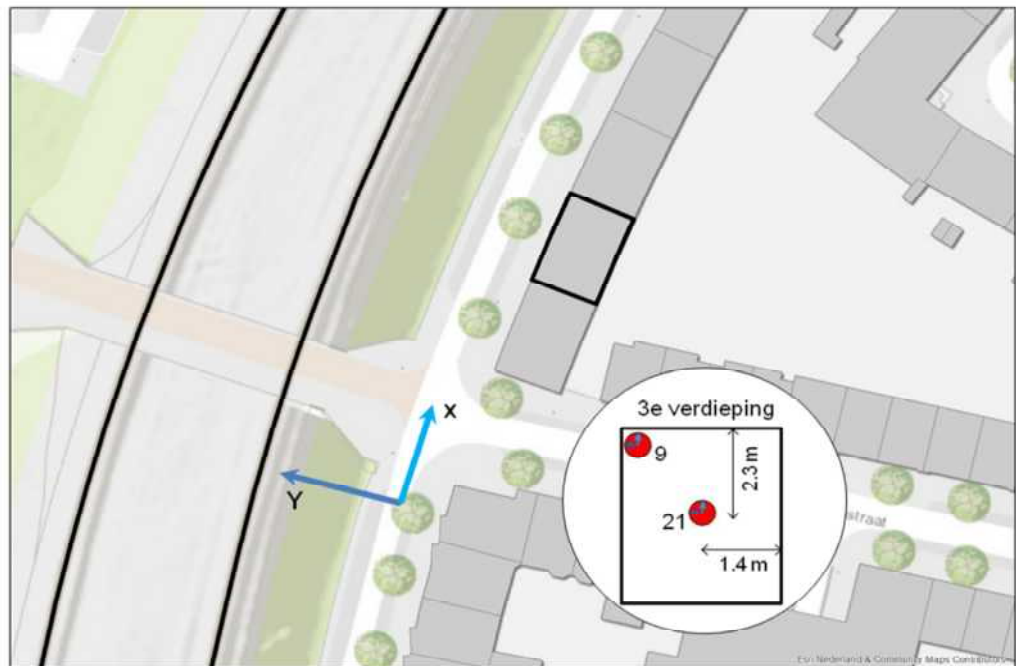 X
Y
3e verdieping
9
2.3 m
21
1.4 m
straat
Esri Nederland & Community Maps Contributors